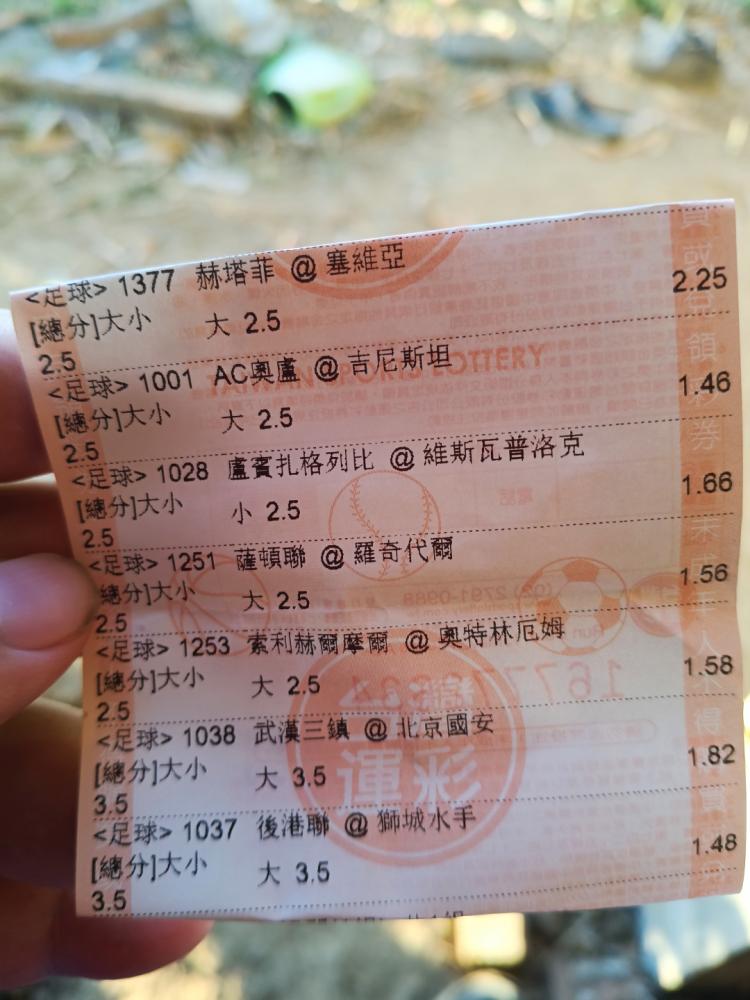 <足球> 1377 赫塔菲 @ 塞維亞
[總分]大小 大 2.5 2.25
2.5
<足球> 1001 AC奧盧 @ 吉尼斯坦
[總分]大小 大 2.5 1.46
2.5
<足球> 1028 盧賓扎格列比 @ 維斯瓦普洛克
[總分]大小 小 2.5 1.66
2.5
<足球> 1251 薩頓聯 @ 羅奇代爾
[總分]大小 大 2.5 1.56
2.5
<足球> 1253 索利赫爾摩爾 @ 奧特林厄姆
[總分]大小 大 2.5 1.58
2.5
<足球> 1038 武漢三鎮 @ 北京國安
[總分]大小 大 3.5 1.82
3.5
<足球> 1037 後港聯 @ 獅城水手
[總分]大小 大 3.5 1.48
3.5
TAIWAN SPORTS LOTTERY
運彩
(02) 2791-0988